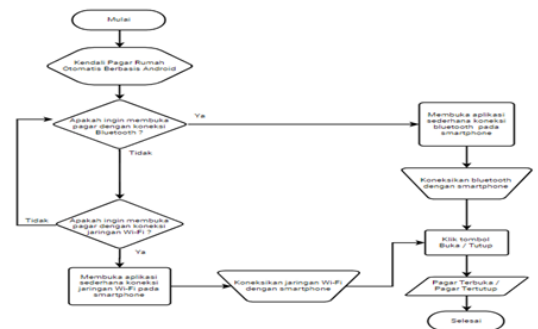 Mulai
Kendali Pagar Rumah
Otomatis Berbasis Android
Apakah ingin membuka
pagar dengan koneksi
Bluetooth ?
Ya
Membuka aplikasi
sederhana koneksi
bluetooth pada
smartphone
Tidak
Koneksikan bluetooth
dengan smartphone
Tidak
Apakah ingin membuka
pagar dengan koneksi
jaringan Wi-Fi ?
Ya
Klik tombol
Buka / Tutup
Membuka aplikasi
sederhana koneksi
jaringan Wi-Fi pada
smartphone
Koneksikan jaringan Wi-Fi
dengan smartphone
Pagar Terbuka /
Pagar Tertutup
Selesai